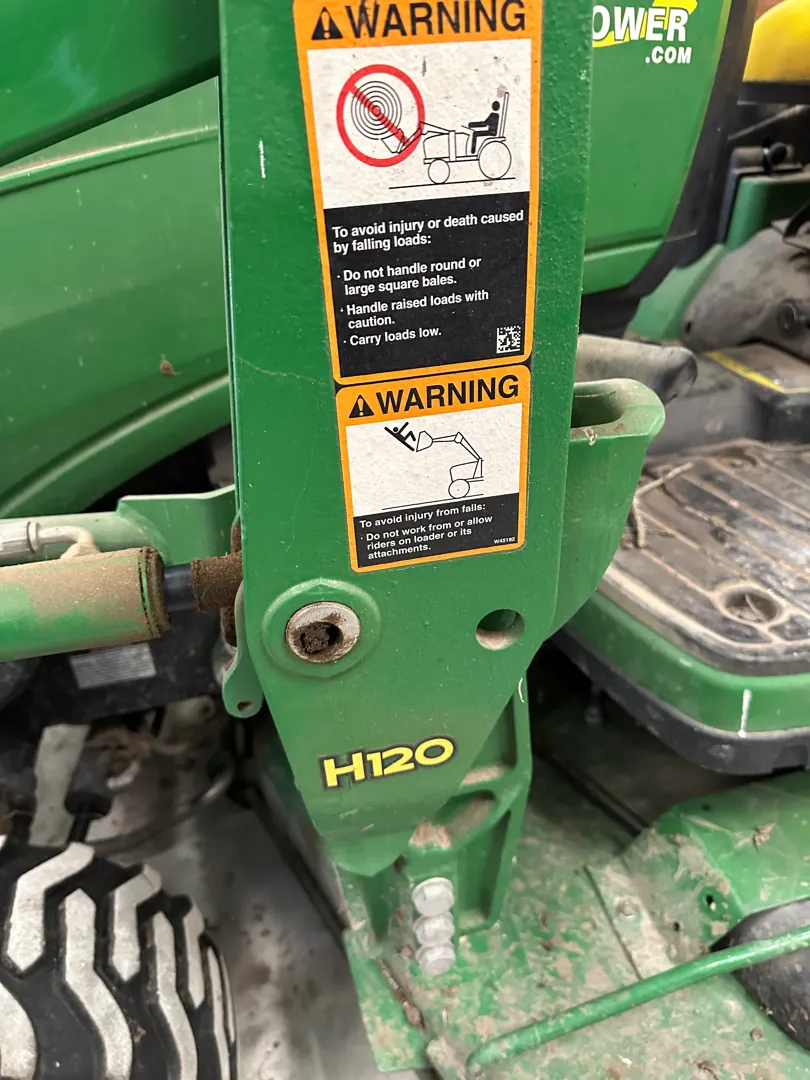 WARNING
OWER
.COM
To avoid injury or death caused
by falling loads:
· Do not handle round or
large square bales.
· Handle raised loads with
caution.
· Carry loads low.
WARNING
To avoid injury from falls:
· Do not work from or allow
riders on loader or its
attachments.
W45192
H120